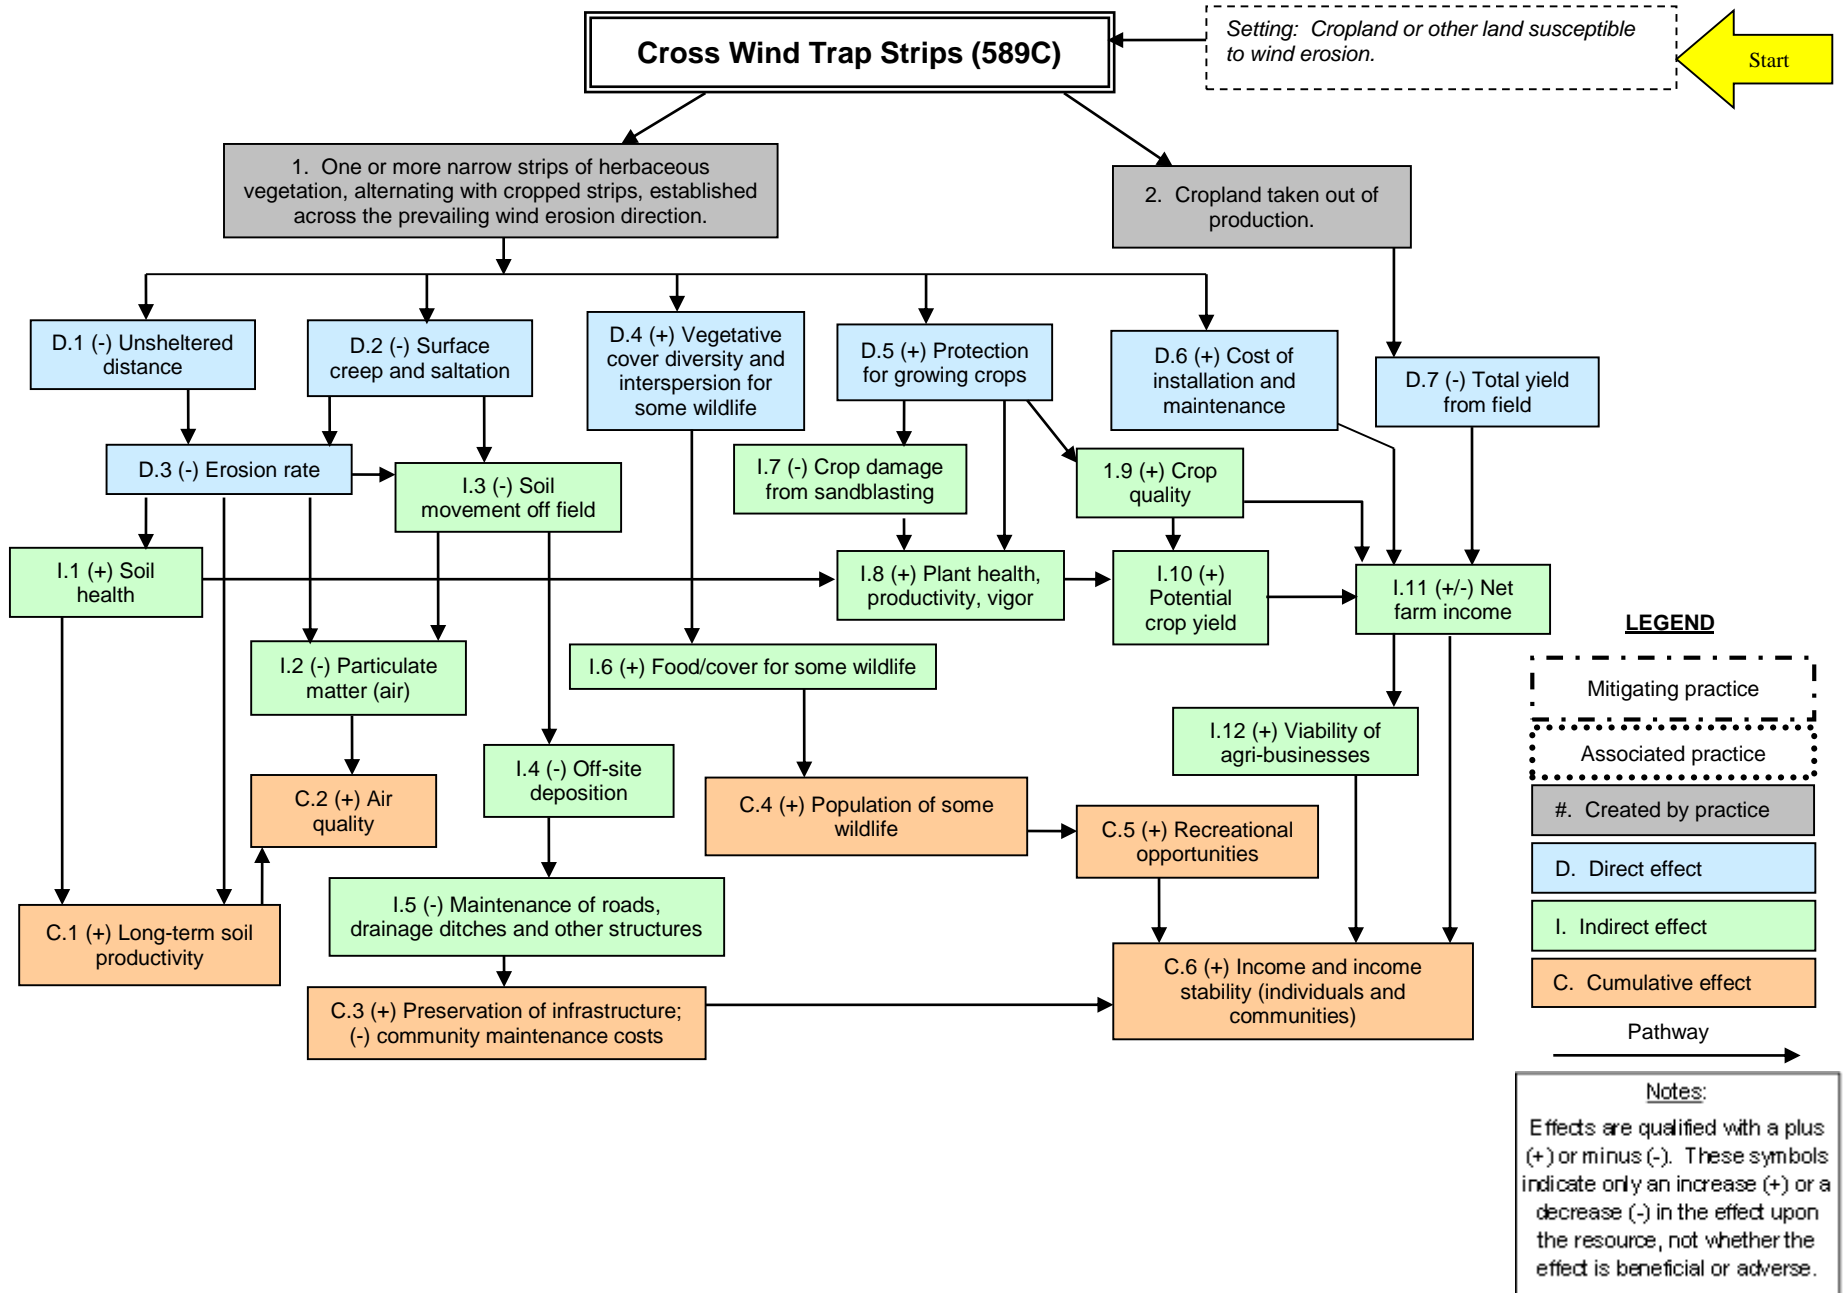 Cross Wind Trap Strips (589C)
Setting:  Cropland or other land susceptible
to wind erosion.
Start
1.  One or more narrow strips of herbaceous
vegetation, alternating with cropped strips, established
across the prevailing wind erosion direction.
2.  Cropland taken out of
production.
D.1 (-) Unsheltered
distance
D.2 (-) Surface
creep and saltation
D.4 (+) Vegetative
cover diversity and
interspersion for
some wildlife
D.5 (+) Protection
for growing crops
D.6 (+) Cost of
installation and
maintenance
D.7 (-) Total yield
from field
D.3 (-) Erosion rate
I.3 (-) Soil
movement off field
I.7 (-) Crop damage
from sandblasting
1.9 (+) Crop
quality
I.1 (+) Soil
health
I.8 (+) Plant health,
productivity, vigor
I.10 (+)
Potential
crop yield
I.11 (+/-) Net
farm income
I.2 (-) Particulate
matter (air)
I.6 (+) Food/cover for some wildlife
I.12 (+) Viability of
agri-businesses
I.4 (-) Off-site
deposition
C.2 (+) Air
quality
C.4 (+) Population of some
wildlife
C.5 (+) Recreational
opportunities
I.5 (-) Maintenance of roads,
drainage ditches and other structures
C.1 (+) Long-term soil
productivity
C.3 (+) Preservation of infrastructure;
(-) community maintenance costs
C.6 (+) Income and income
stability (individuals and
communities)
LEGEND
Mitigating practice
Associated practice
#.  Created by practice
D.  Direct effect
I.  Indirect effect
C.  Cumulative effect
Pathway
Notes:
Effects are qualified with a plus
(+) or minus (-).  These symbols
indicate only an increase (+) or a
decrease (-) in the effect upon
the resource, not whether the
effect is beneficial or adverse.